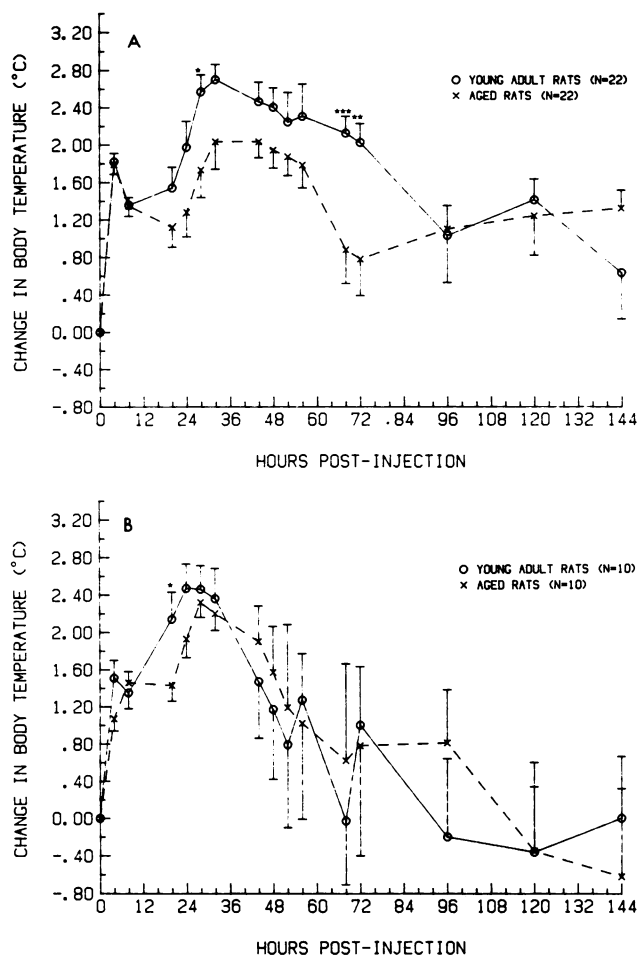 A
CHANGE IN BODY TEMPERATURE (°C)
3.20
2.80
2.40
2.00
1.60
1.20
.80
.40
0.00
-.40
-.80
*
***
**
O YOUNG ADULT RATS (N=22)
× AGED RATS (N=22)
0 12 24 36 48 60 72 .84 96 108 120 132 144
HOURS POST-INJECTION
B
CHANGE IN BODY TEMPERATURE (°C)
3.20
2.80
2.40
2.00
1.60
1.20
.80
.40
0.00
-.40
-.80
*
O YOUNG ADULT RATS (N=10)
× AGED RATS (N=10)
0 12 24 36 48 60 72 84 96 108 120 132 144
HOURS POST-INJECTION